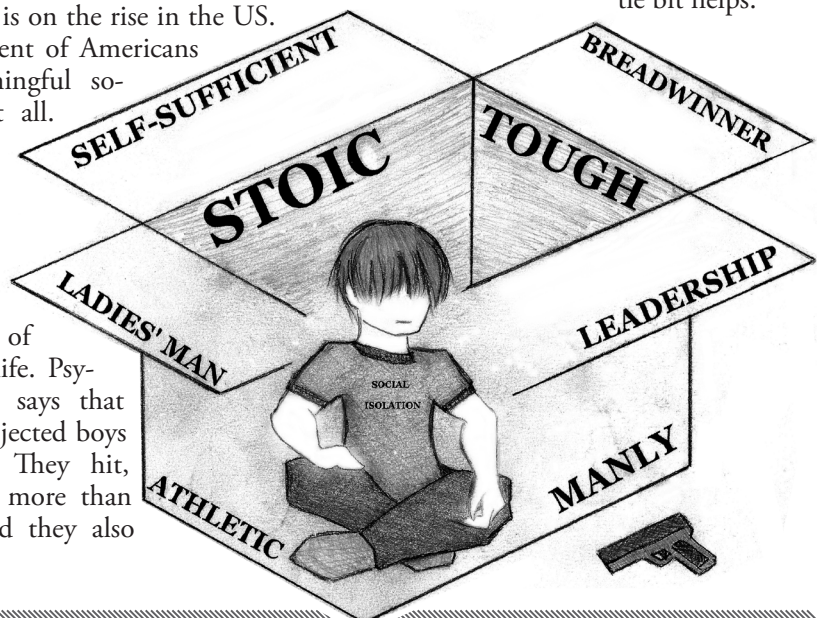 is on the rise in the US.
ent of Americans
ningful so-
t all.
of
ife. Psy-
says that
jected boys
They hit,
more than
d they also
tle bit helps.
SELF-SUFFICIENT
BREADWINNER
STOIC
TOUGH
LADIES' MAN
LEADERSHIP
SOCIAL
ISOLATION
ATHLETIC
MANLY